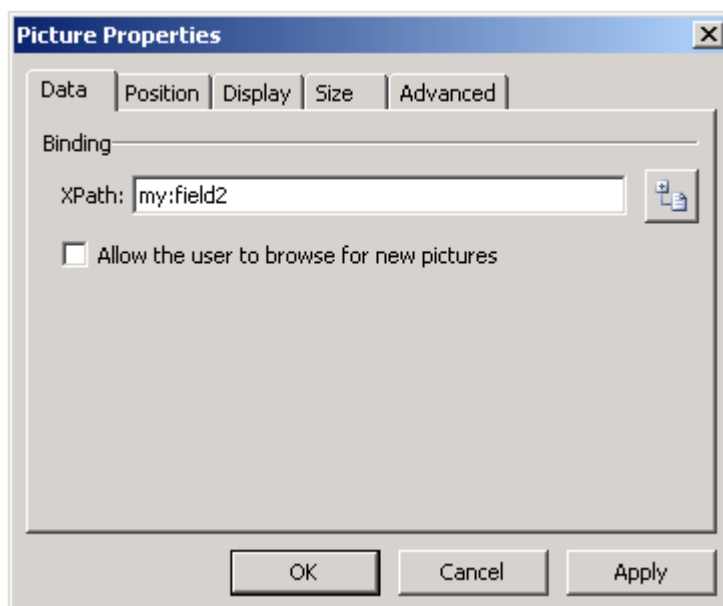 Picture Properties
Data Position Display Size Advanced
Binding
XPath: my:field2
Allow the user to browse for new pictures
OK Cancel Apply